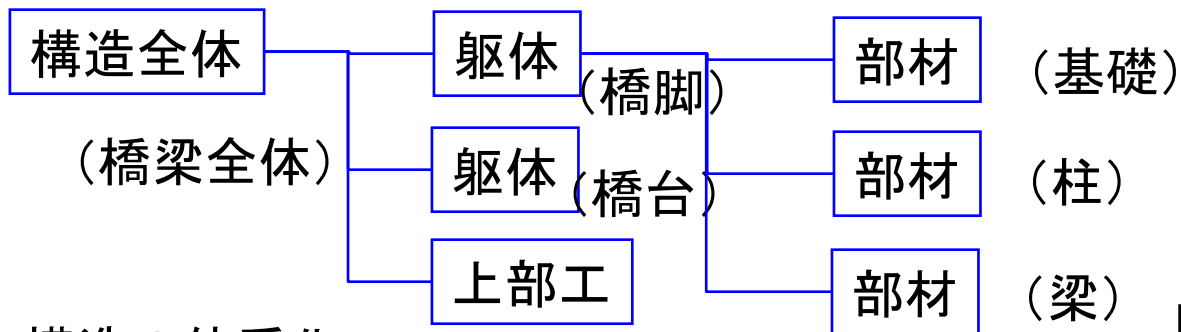 構造全体
(橋梁全体)
躯体
(橋脚)
躯体
(橋台)
上部工
部材
(基礎)
部材
(柱)
部材
(梁)